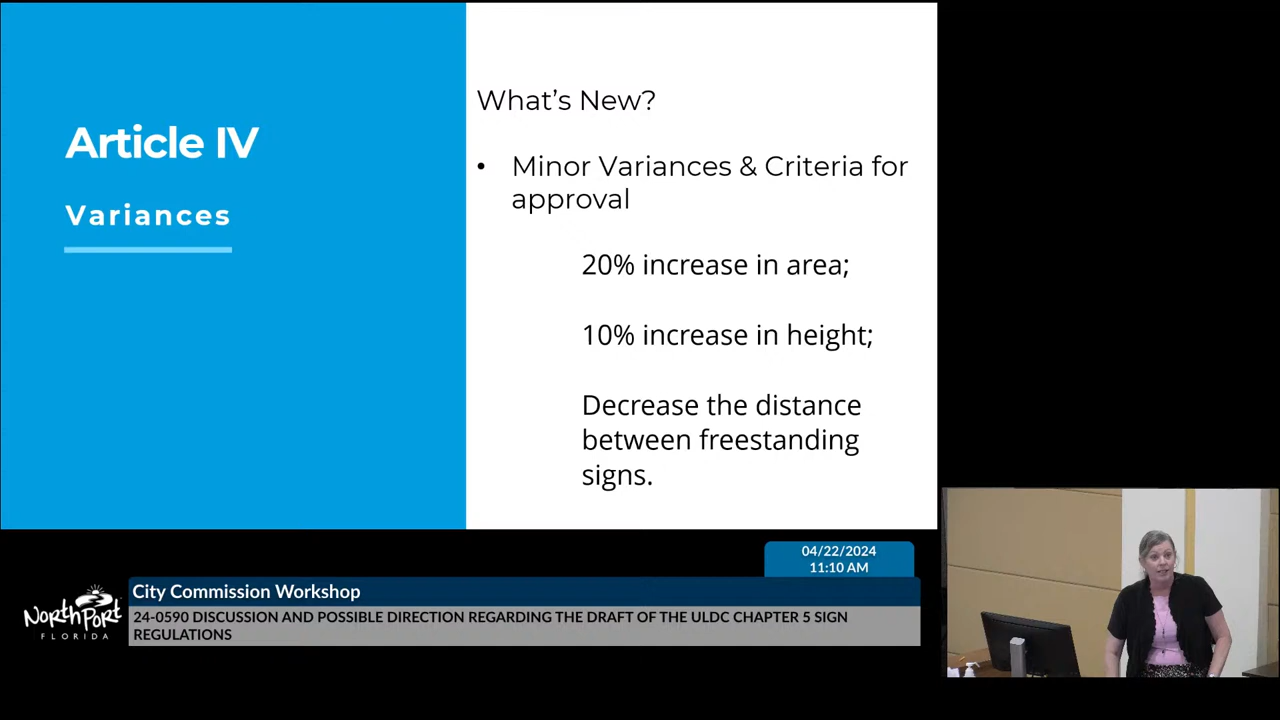 Article IV
Variances
What's New?
• Minor Variances & Criteria for
approval
20% increase in area;
10% increase in height;
Decrease the distance
between freestanding
signs.
04/22/2024
11:10 AM
City Commission Workshop
24-0590 DISCUSSION AND POSSIBLE DIRECTION REGARDING THE DRAFT OF THE ULDC CHAPTER 5 SIGN
REGULATIONS
North Port
FLORIDA